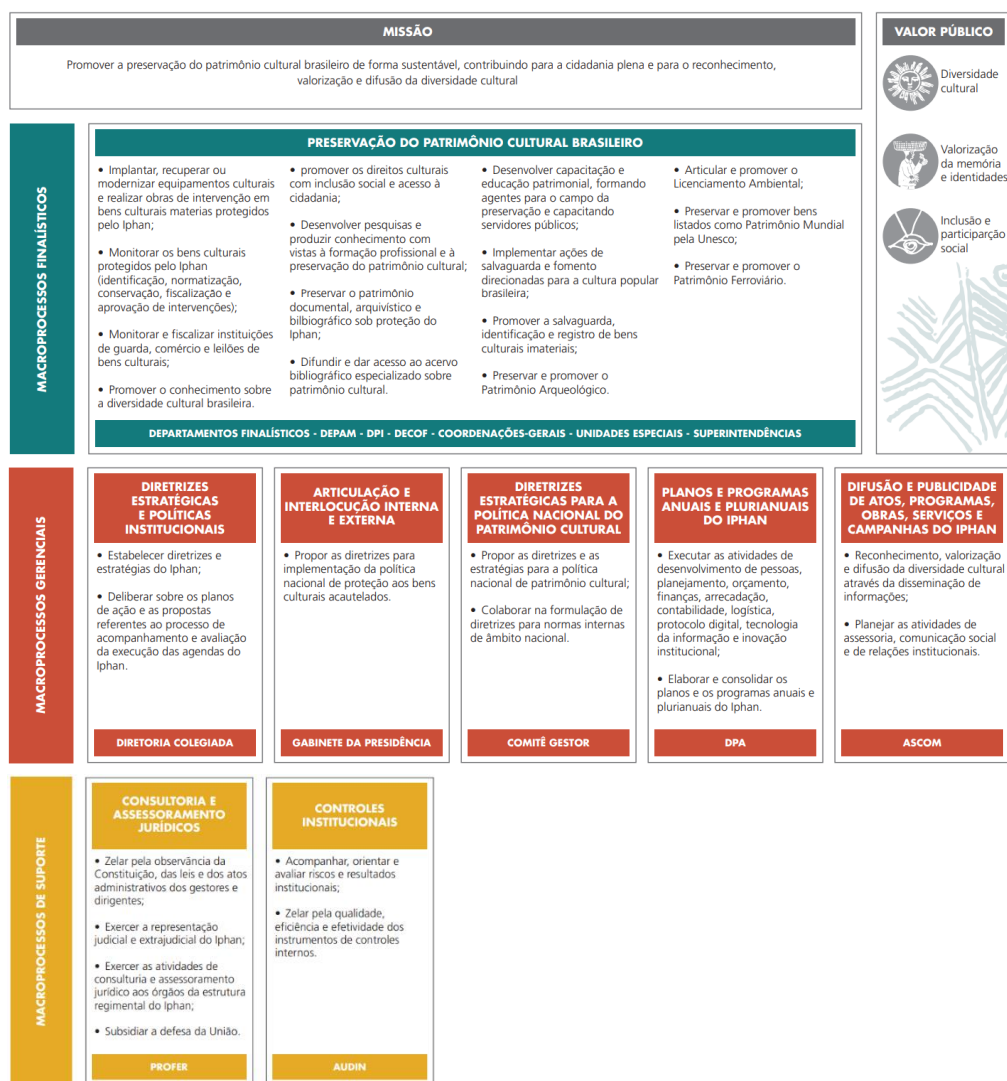 MISSÃO
Promover a preservação do patrimônio cultural brasileiro de forma sustentável, contribuindo para a cidadania plena e para o reconhecimento,
valorização e difusão da diversidade cultural
VALOR PÚBLICO
Diversidade
cultural
Valorização
da memória
e identidades
Inclusão e
participarção
social
MACROPROCESSOS FINALÍSTICOS
PRESERVAÇÃO DO PATRIMÔNIO CULTURAL BRASILEIRO
• Implantar, recuperar ou
modernizar equipamentos culturais
e realizar obras de intervenção em
bens culturais materias protegidos
pelo Iphan;
• Monitorar os bens culturais
protegidos pelo Iphan
(identificação, normatização,
conservação, fiscalização e
aprovação de intervenções);
• Monitorar e fiscalizar instituições
de guarda, comércio e leilões de
bens culturais;
• Promover o conhecimento sobre
a diversidade cultural brasileira.
• promover os direitos culturais
com inclusão social e acesso à
cidadania;
• Desenvolver pesquisas e
produzir conhecimento com
vistas à formação profissional e à
preservação do patrimônio cultural;
• Preservar o patrimônio
documental, arquivístico e
bilbiográfico sob proteção do
Iphan;
• Difundir e dar acesso ao acervo
bibliográfico especializado sobre
patrimônio cultural.
• Desenvolver capacitação e
educação patrimonial, formando
agentes para o campo da
preservação e capacitando
servidores públicos;
• Implementar ações de
salvaguarda e fomento
direcionadas para a cultura popular
brasileira;
• Promover a salvaguarda,
identificação e registro de bens
culturais imateriais;
• Preservar e promover o
Patrimônio Arqueológico.
• Articular e promover o
Licenciamento Ambiental;
• Preservar e promover bens
listados como Patrimônio Mundial
pela Unesco;
• Preservar e promover o
Patrimônio Ferroviário.
DEPARTAMENTOS FINALÍSTICOS - DEPAM - DPI - DECOF - COORDENAÇÕES-GERAIS - UNIDADES ESPECIAIS - SUPERINTENDÊNCIAS
MACROPROCESSOS GERENCIAIS
DIRETRIZES
ESTRATÉGICAS
E POLÍTICAS
INSTITUCIONAIS
• Estabelecer diretrizes e
estratégias do Iphan;
• Deliberar sobre os planos
de ação e as propostas
referentes ao processo de
acompanhamento e avaliação
da execução das agendas do
Iphan.
DIRETORIA COLEGIADA
ARTICULAÇÃO E
INTERLOCUÇÃO INTERNA
E EXTERNA
• Propor as diretrizes para
implementação da política
nacional de proteção aos bens
culturais acautelados.
GABINETE DA PRESIDÊNCIA
DIRETRIZES
ESTRATÉGICAS PARA A
POLÍTICA NACIONAL DO
PATRIMÔNIO CULTURAL
• Propor as diretrizes e as
estratégias para a política
nacional de patrimônio cultural;
• Colaborar na formulação de
diretrizes para normas internas
de âmbito nacional.
COMITÊ GESTOR
PLANOS E PROGRAMAS
ANUAIS E PLURIANUAIS
DO IPHAN
• Executar as atividades de
desenvolvimento de pessoas,
planejamento, orçamento,
finanças, arrecadação,
contabilidade, logística,
protocolo digital, tecnologia
da informação e inovação
institucional;
• Elaborar e consolidar os
planos e os programas anuais e
plurianuais do Iphan.
DPA
DIFUSÃO E PUBLICIDADE
DE ATOS, PROGRAMAS,
OBRAS, SERVIÇOS E
CAMPANHAS DO IPHAN
• Reconhecimento, valorização
e difusão da diversidade cultural
através da disseminação de
informações;
• Planejar as atividades de
assessoria, comunicação social
e de relações institucionais.
ASCOM
MACROPROCESSOS DE SUPORTE
CONSULTORIA E
ASSESSORAMENTO
JURÍDICOS
• Zelar pela observância da
Constituição, das leis e dos atos
administrativos dos gestores e
dirigentes;
• Exercer a representação
judicial e extrajudicial do Iphan;
• Exercer as atividades de
consulturia e assessoramento
jurídico aos órgãos da estrutura
regimental do Iphan;
• Subsidiar a defesa da União.
PROFER
CONTROLES
INSTITUCIONAIS
• Acompanhar, orientar e
avaliar riscos e resultados
institucionais;
• Zelar pela qualidade,
eficiência e efetividade dos
instrumentos de controles
internos.
AUDIN